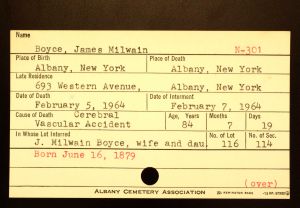 Name
Boyce, James Milwain N-301
Place of Birth Place of Death
Albany, New York Albany, New York
Late Residence
693 Western Avenue, Albany, New York
Date of Death Date of Interment
February 5, 1964 February 7, 1964
Cause of Death Cerebral Age, Years Months Days
Vascular Accident 84 7 19
In Whose Lot Interred No. of Lot No. of Sec.
J. Milwain Boyce, wife and dau. 116 114
Born June 16, 1879
(over)
Albany Cemetery Association